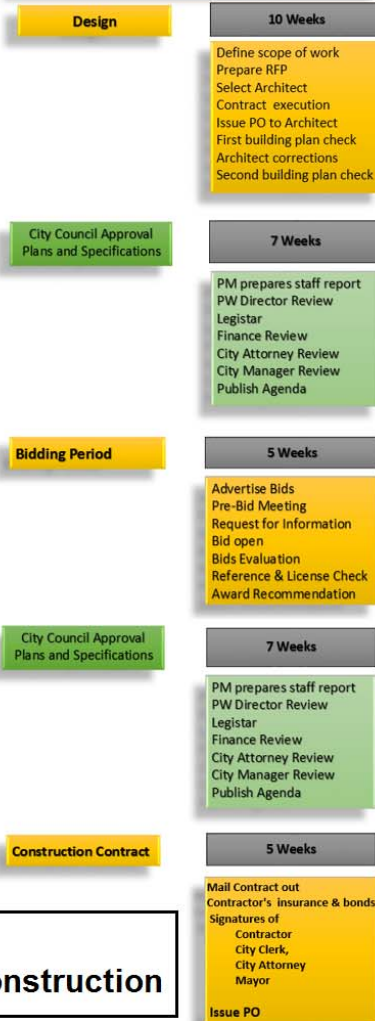 Design
10 Weeks
Define scope of work
Prepare RFP
Select Architect
Contract execution
Issue PO to Architect
First building plan check
Architect corrections
Second building plan check
City Council Approval
Plans and Specifications
7 Weeks
PM prepares staff report
PW Director Review
Legistar
Finance Review
City Attorney Review
City Manager Review
Publish Agenda
Bidding Period
5 Weeks
Advertise Bids
Pre-Bid Meeting
Request for Information
Bid open
Bids Evaluation
Reference & License Check
Award Recommendation
City Council Approval
Plans and Specifications
7 Weeks
PM prepares staff report
PW Director Review
Legistar
Finance Review
City Attorney Review
City Manager Review
Publish Agenda
Construction Contract
5 Weeks
Mail Contract out
Contractor's insurance & bonds
Signatures of
Contractor
City Clerk,
City Attorney
Mayor
Issue PO